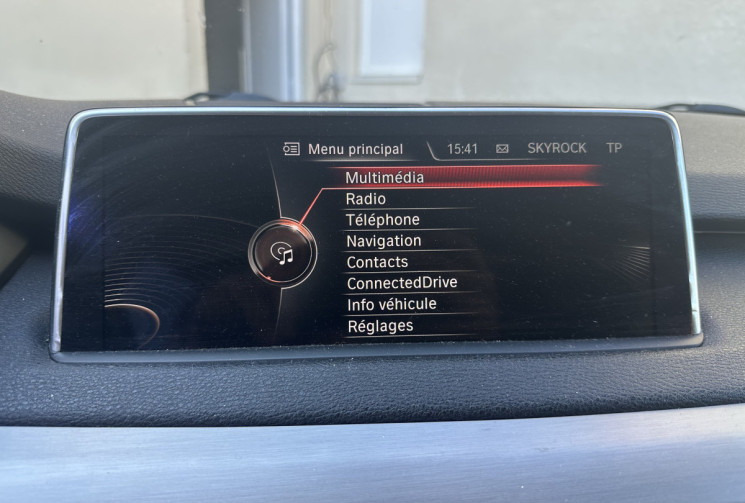 Menu principal 15:41 SKYROCK TP
Multimédia
Radio
Téléphone
Navigation
Contacts
ConnectedDrive
Info véhicule
Réglages